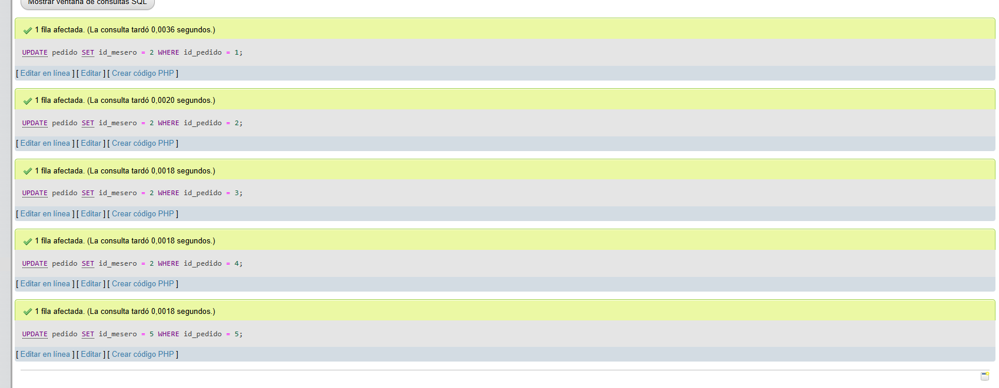 Mostrar ventana de consultas SQL
1 fila afectada. (La consulta tardó 0,0036 segundos.)
UPDATE pedido SET id_mesero = 2 WHERE id_pedido = 1;
[ Editar en línea ] [ Editar ] [ Crear código PHP ]
1 fila afectada. (La consulta tardó 0,0020 segundos.)
UPDATE pedido SET id_mesero = 2 WHERE id_pedido = 2;
[ Editar en línea ] [ Editar ] [ Crear código PHP ]
1 fila afectada. (La consulta tardó 0,0018 segundos.)
UPDATE pedido SET id_mesero = 2 WHERE id_pedido = 3;
[ Editar en línea ] [ Editar ] [ Crear código PHP ]
1 fila afectada. (La consulta tardó 0,0018 segundos.)
UPDATE pedido SET id_mesero = 2 WHERE id_pedido = 4;
[ Editar en línea ] [ Editar ] [ Crear código PHP ]
1 fila afectada. (La consulta tardó 0,0018 segundos.)
UPDATE pedido SET id_mesero = 5 WHERE id_pedido = 5;
[ Editar en línea ] [ Editar ] [ Crear código PHP ]